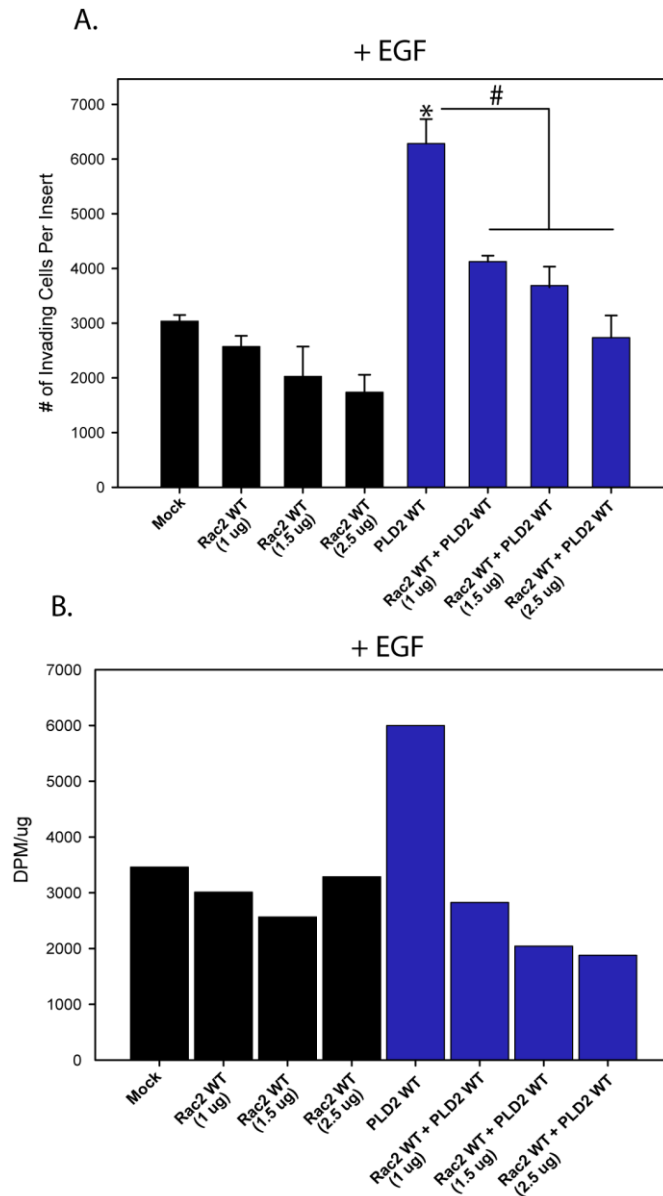 A.
+ EGF
# of Invading Cells Per Insert
7000
6000
5000
4000
3000
2000
1000
0
*
#
Mock
Rac2 WT
(1 ug)
Rac2 WT
(1.5 ug)
Rac2 WT
(2.5 ug)
PLD2 WT
Rac2 WT + PLD2 WT
(1 ug)
Rac2 WT + PLD2 WT
(1.5 ug)
Rac2 WT + PLD2 WT
(2.5 ug)
B.
+ EGF
DPM/ug
7000
6000
5000
4000
3000
2000
1000
0
Mock
Rac2 WT
(1 ug)
Rac2 WT
(1.5 ug)
Rac2 WT
(2.5 ug)
PLD2 WT
Rac2 WT + PLD2 WT
(1 ug)
Rac2 WT + PLD2 WT
(1.5 ug)
Rac2 WT + PLD2 WT
(2.5 ug)